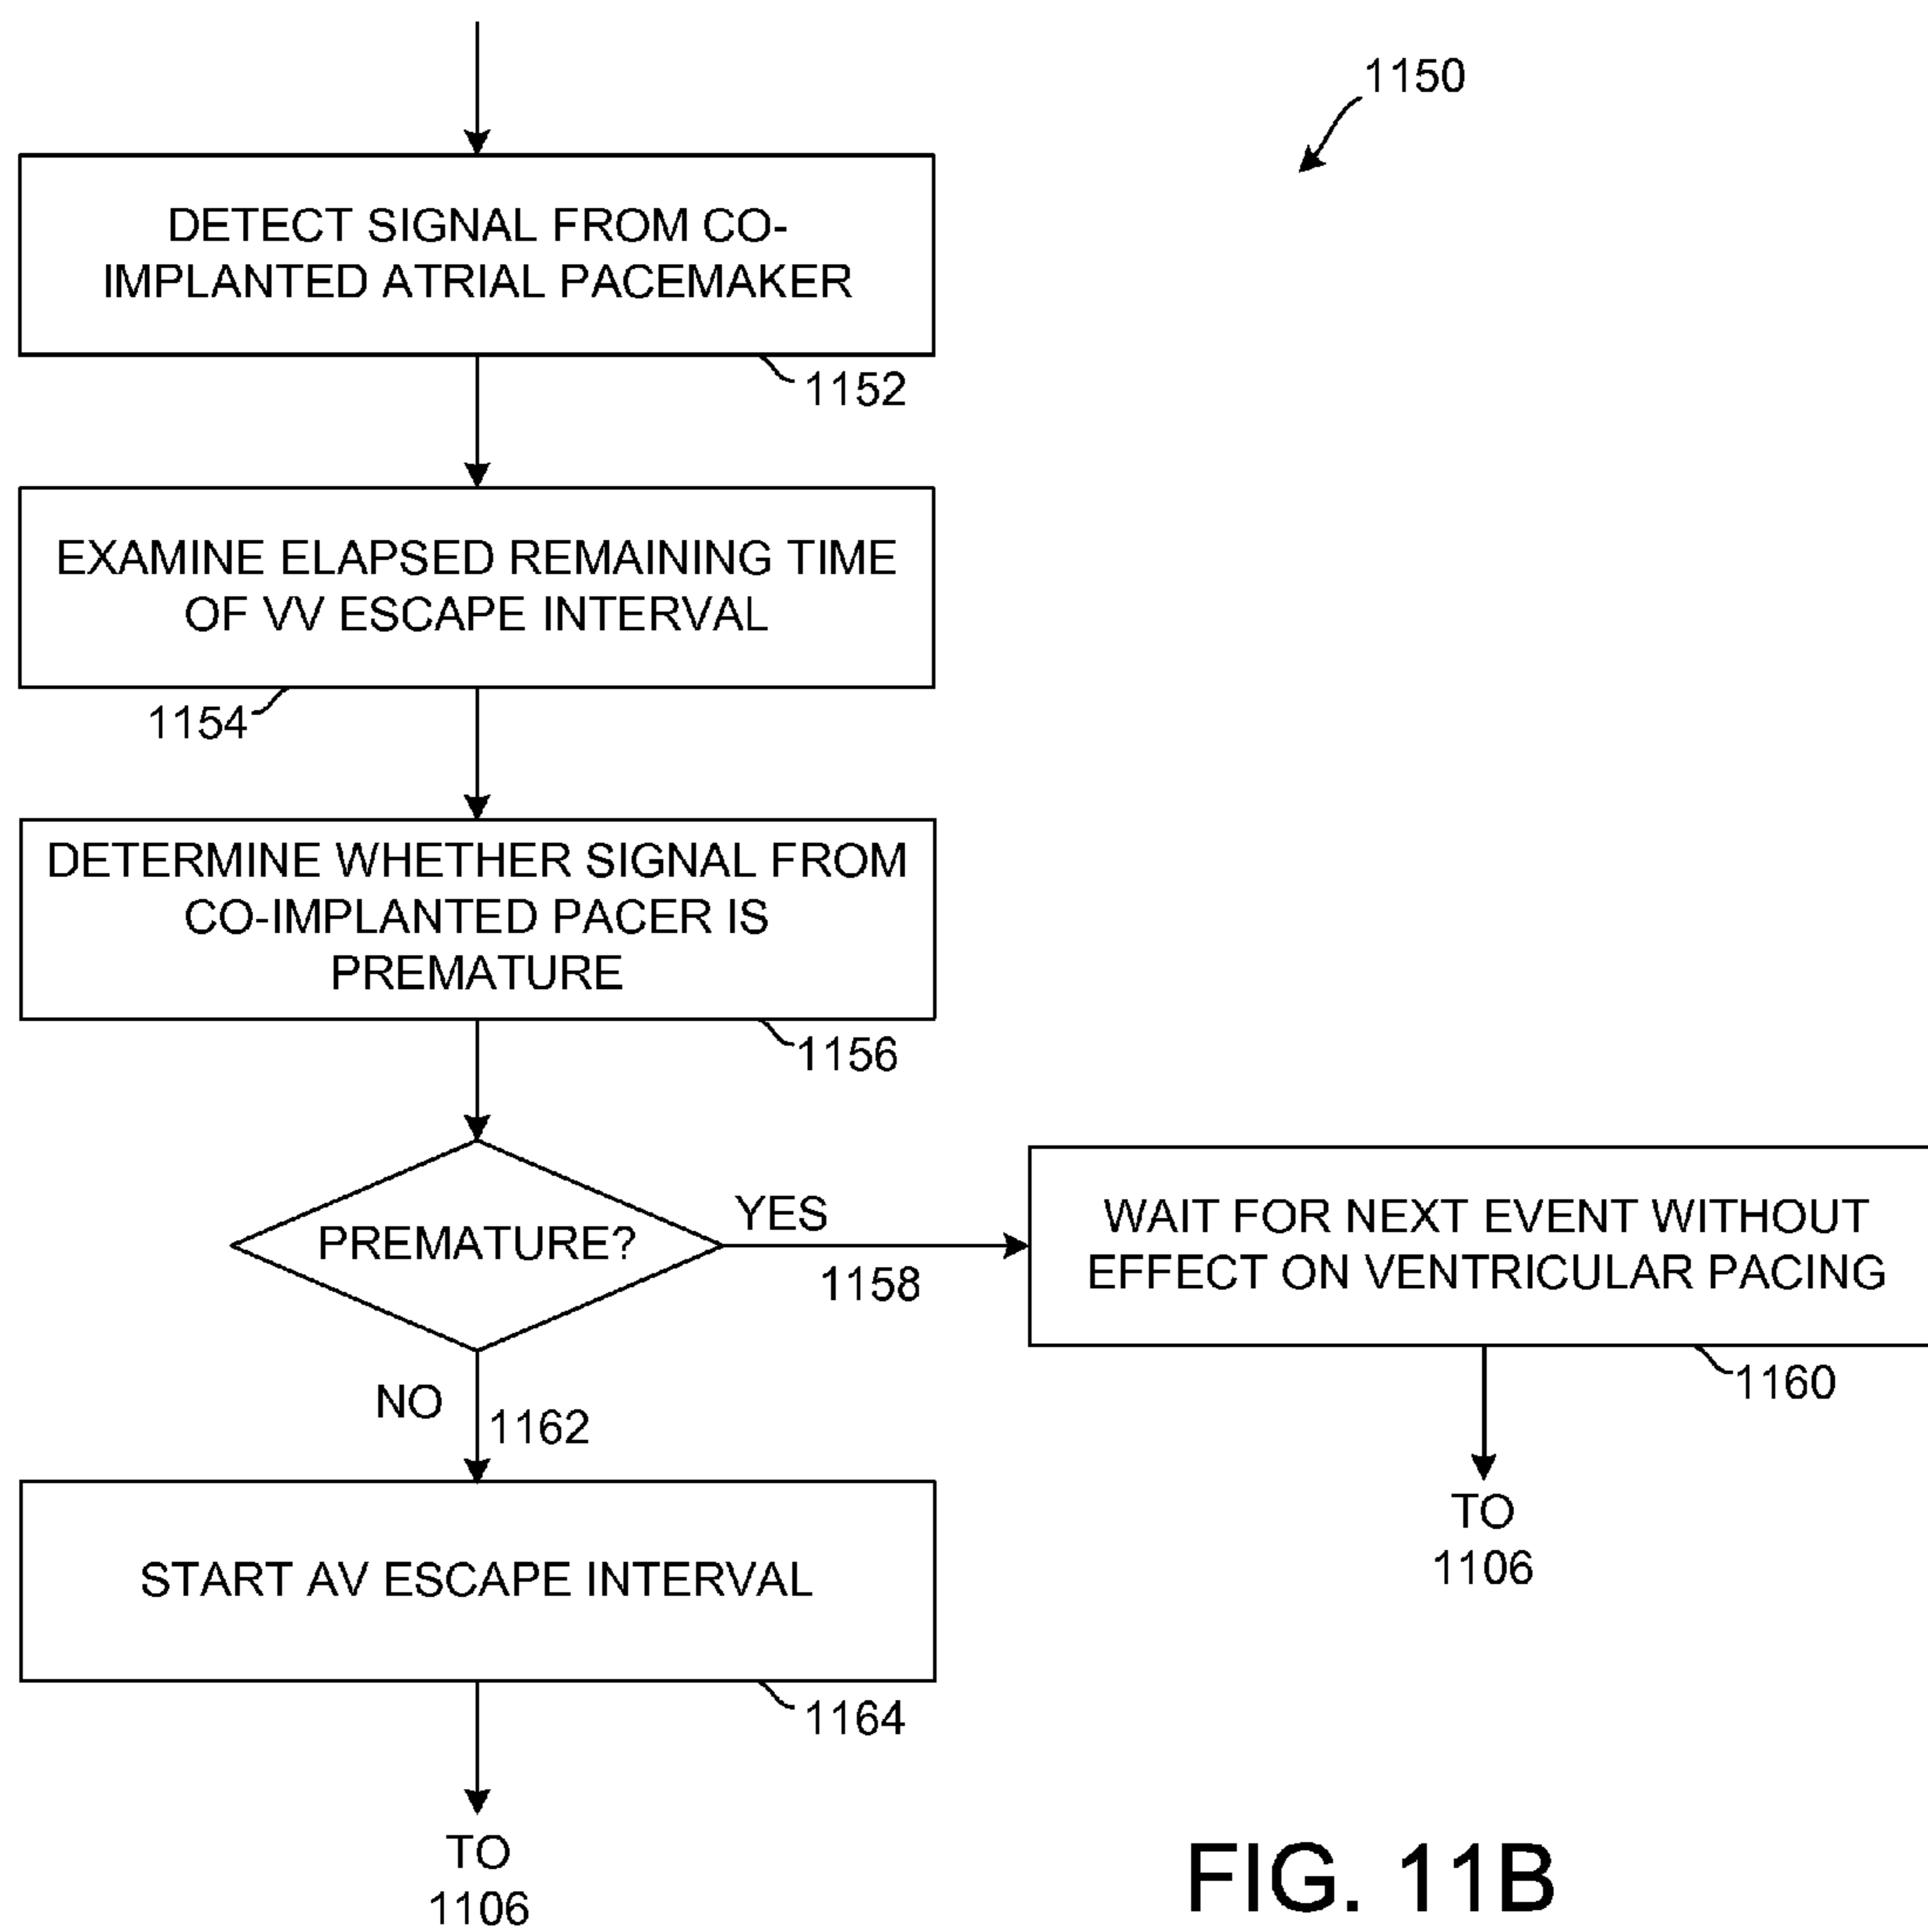 1150
DETECT SIGNAL FROM CO-
IMPLANTED ATRIAL PACEMAKER
1152
EXAMINE ELAPSED REMAINING TIME
OF VV ESCAPE INTERVAL
1154
DETERMINE WHETHER SIGNAL FROM
CO-IMPLANTED PACER IS
PREMATURE
1156
PREMATURE?
YES
1158
WAIT FOR NEXT EVENT WITHOUT
EFFECT ON VENTRICULAR PACING
1160
TO
1106
NO
1162
START AV ESCAPE INTERVAL
1164
TO
1106
FIG. 11B